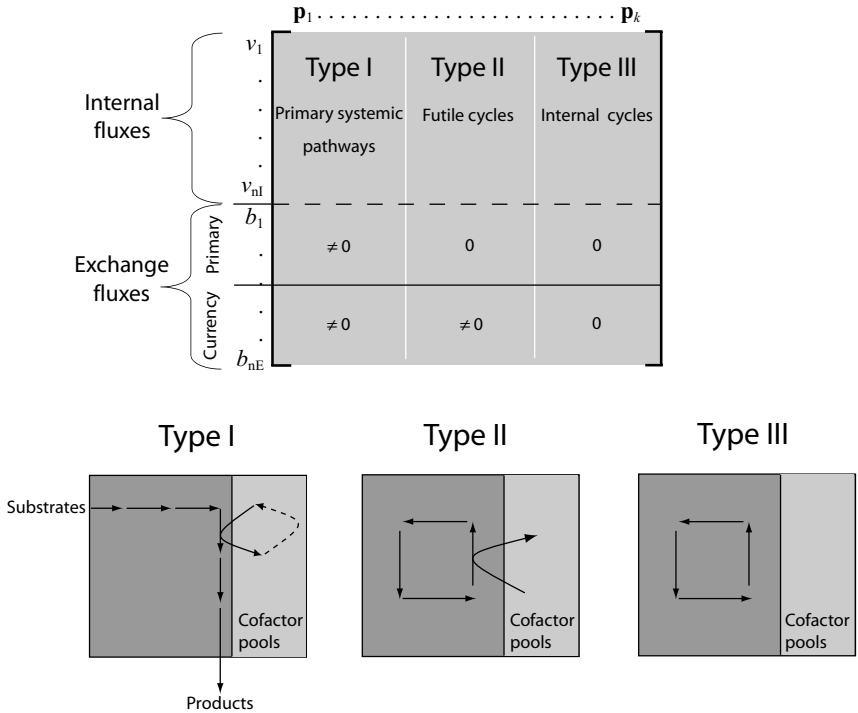 p1 . . . . . . . . . . . . . . . . . . . . . . . . . . pk
v1
Type I Type II Type III
Primary systemic pathways
Futile cycles
Internal cycles
Internal fluxes
vnI
b1
Primary
≠ 0 0 0
Exchange fluxes
Currency
≠ 0 ≠ 0 0
bnE
Type I Type II Type III
Substrates
Cofactor pools
Products
Cofactor pools
Cofactor pools